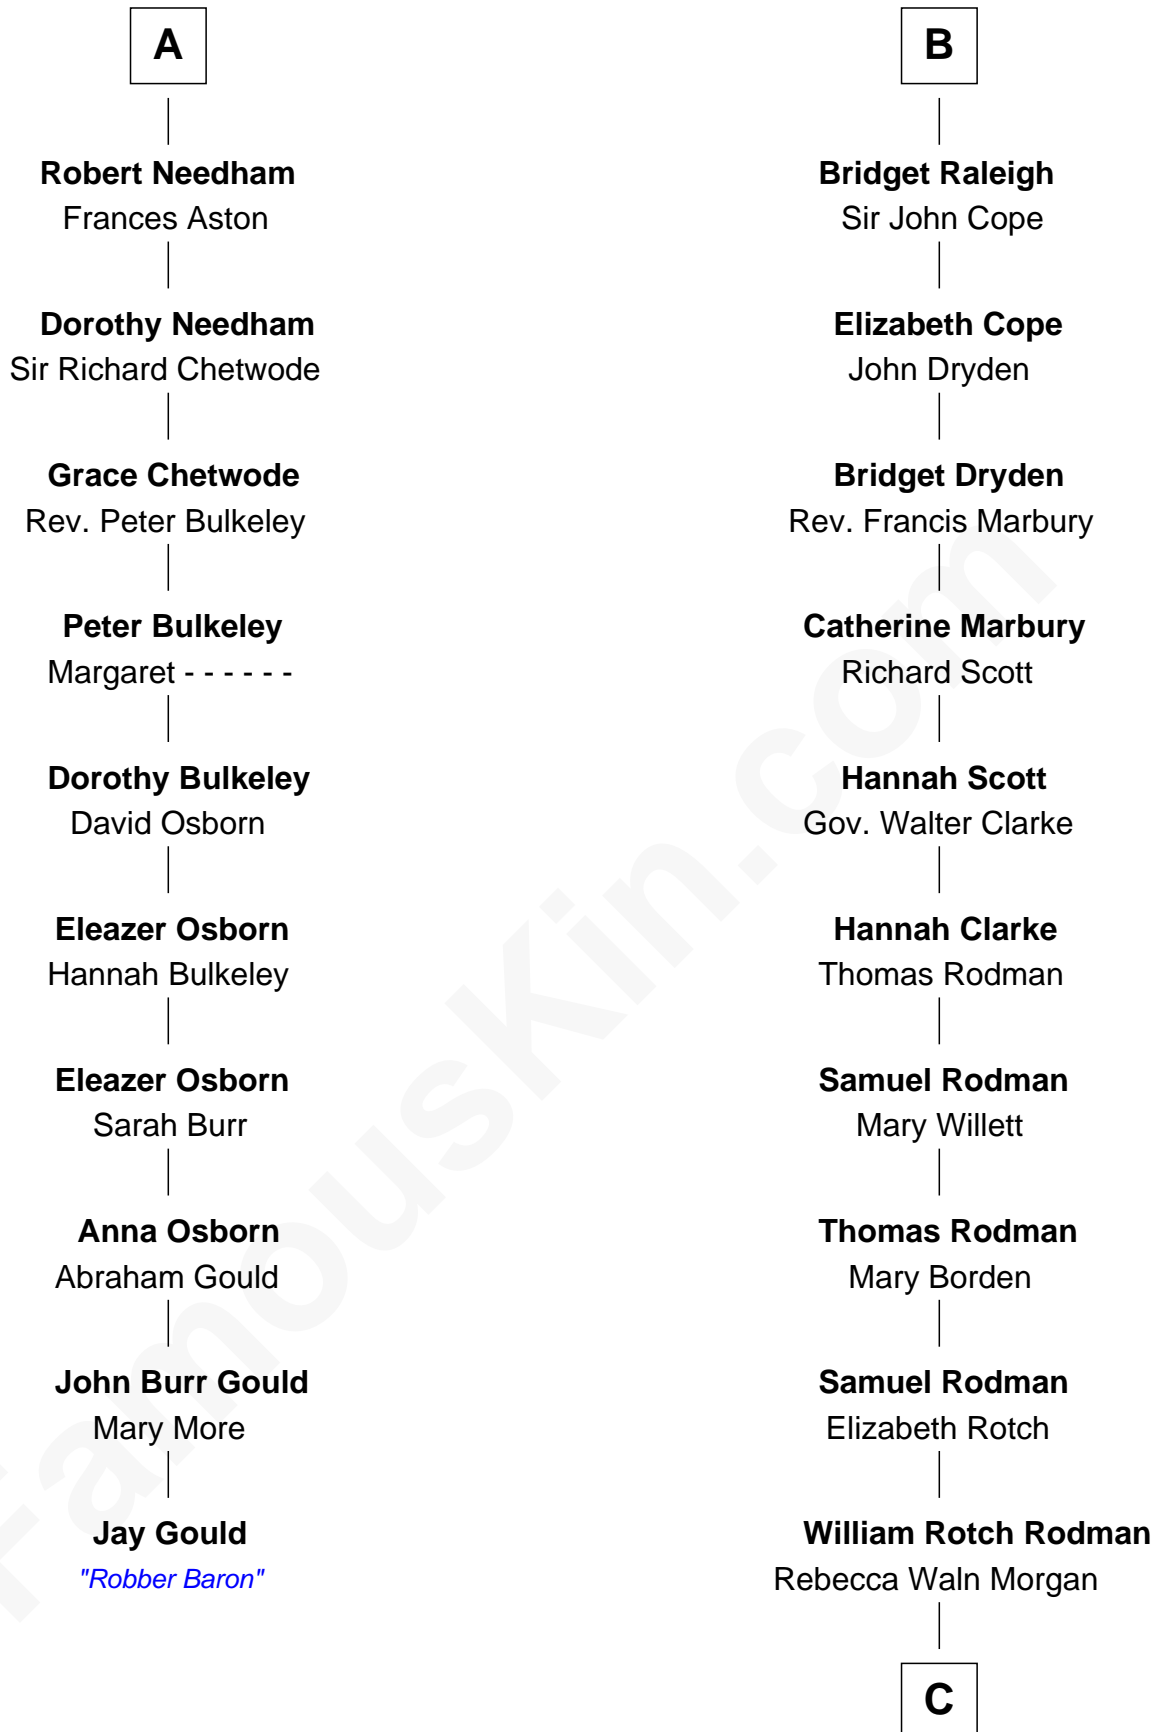 A
Robert Needham
Frances Aston
Dorothy Needham
Sir Richard Chetwode
Grace Chetwode
Rev. Peter Bulkeley
Peter Bulkeley
Margaret - - - - - -
Dorothy Bulkeley
David Osborn
Eleazer Osborn
Hannah Bulkeley
Eleazer Osborn
Sarah Burr
Anna Osborn
Abraham Gould
John Burr Gould
Mary More
Jay Gould
"Robber Baron"
B
Bridget Raleigh
Sir John Cope
Elizabeth Cope
John Dryden
Bridget Dryden
Rev. Francis Marbury
Catherine Marbury
Richard Scott
Hannah Scott
Gov. Walter Clarke
Hannah Clarke
Thomas Rodman
Samuel Rodman
Mary Willett
Thomas Rodman
Mary Borden
Samuel Rodman
Elizabeth Rotch
William Rotch Rodman
Rebecca Waln Morgan
C
FamousKin.com